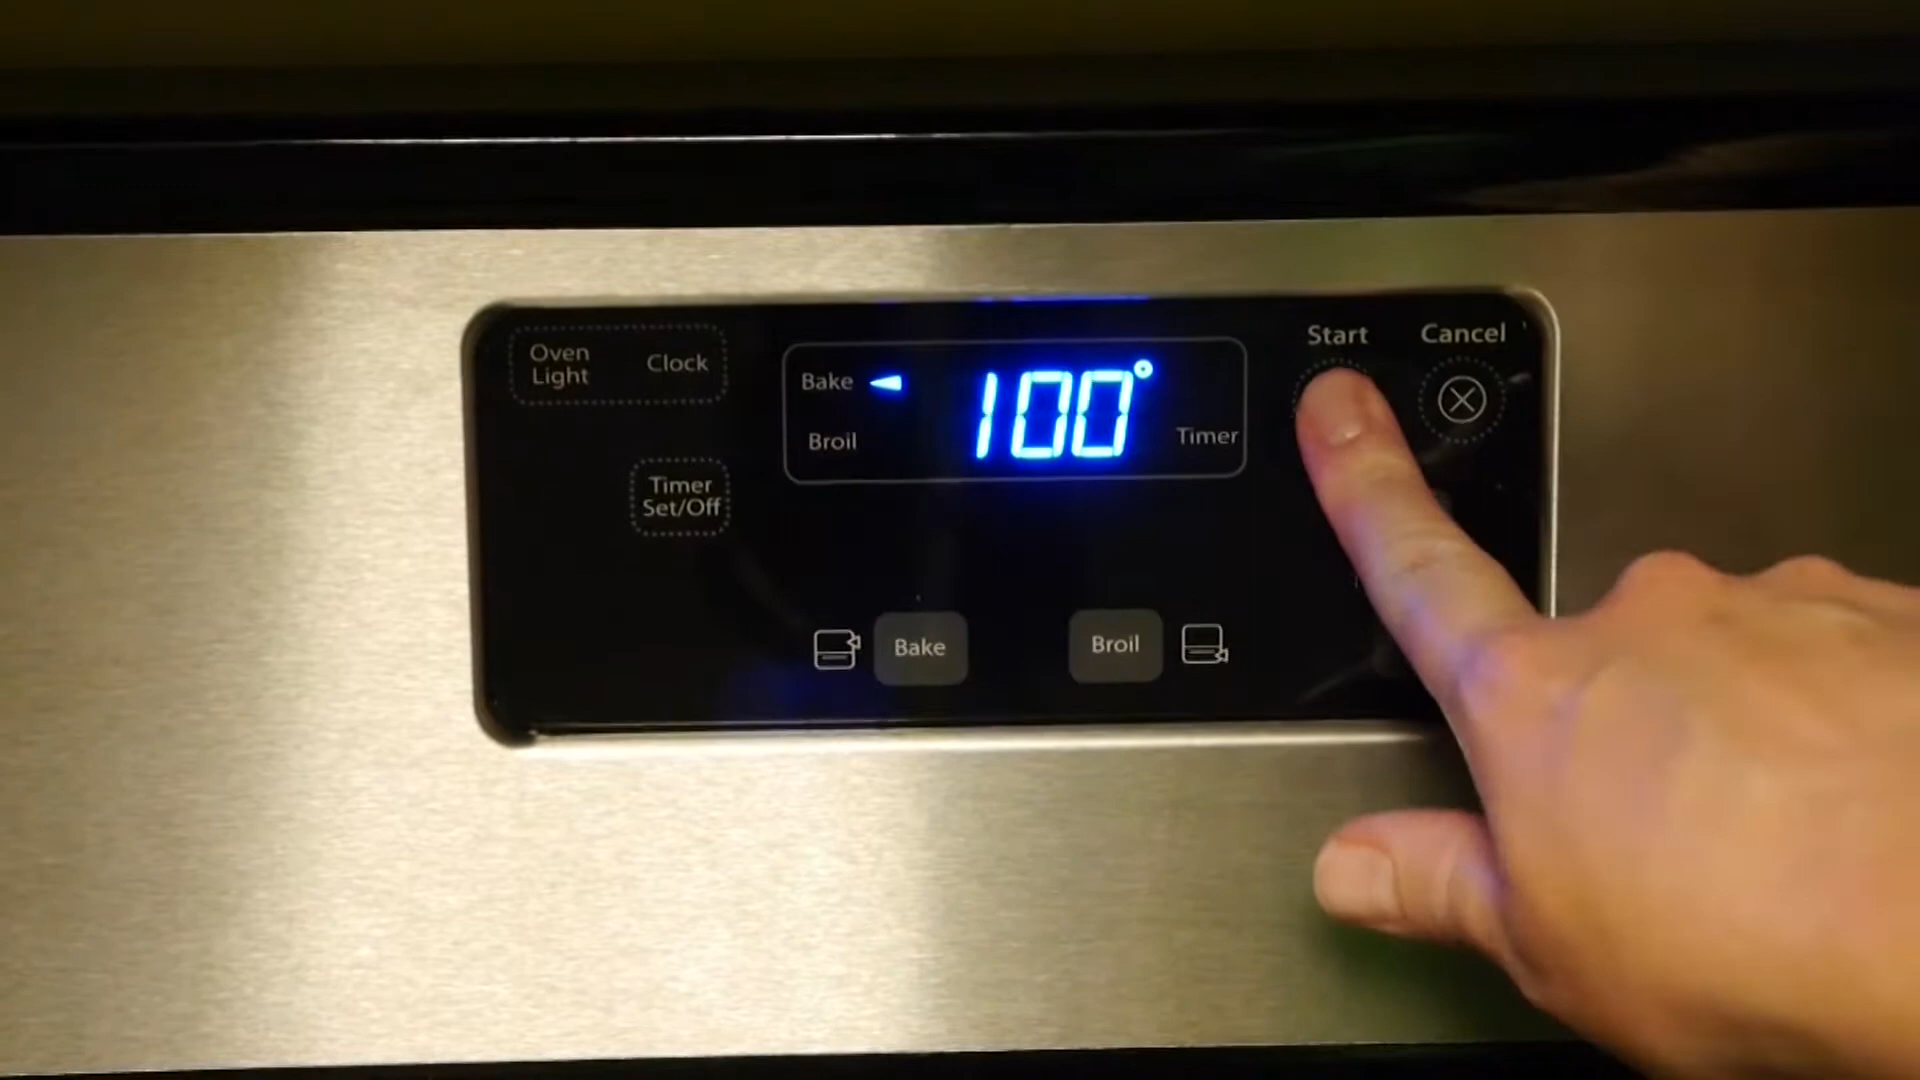 Oven
Light
Clock
Timer
Set/Off
Bake
Broil
100°
Timer
Start
Cancel
Bake
Broil